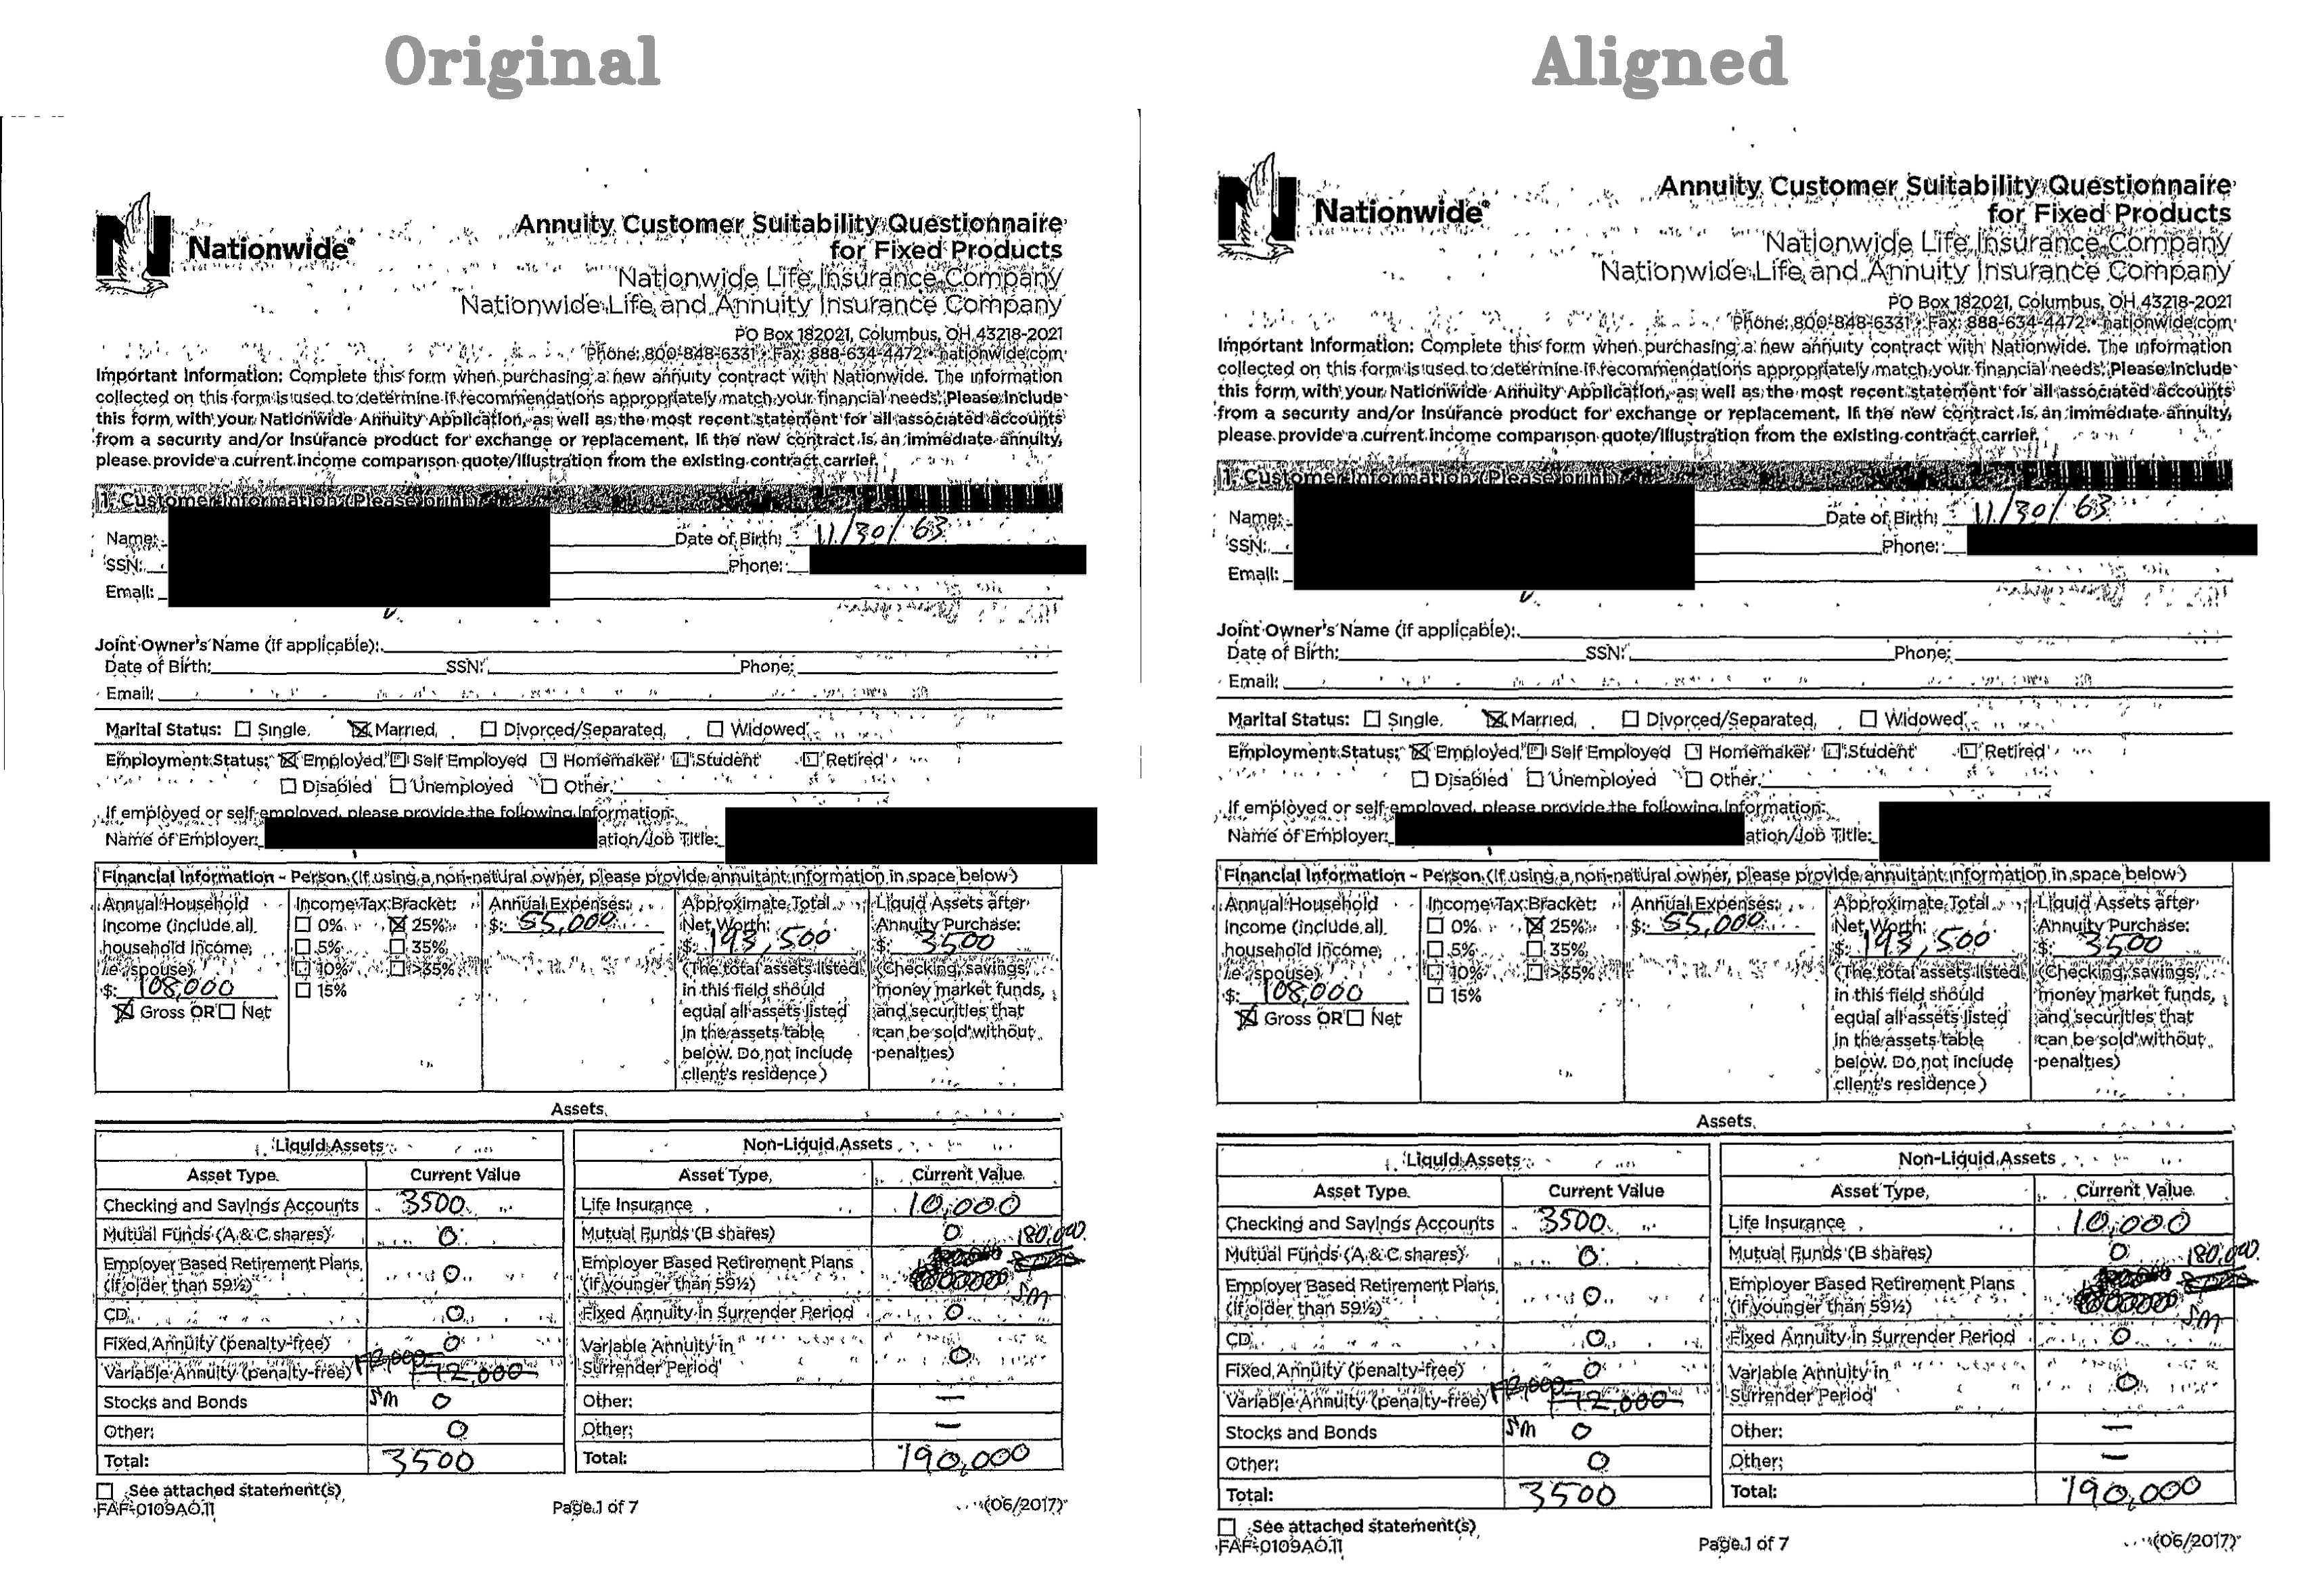 Original
Nationwide®
Annuity Customer Suitability Questionnaire
for Fixed Products
Nationwide Life Insurance Company
Nationwide Life and Annuity Insurance Company
PO Box 182021, Columbus, OH 43218-2021
Phone: 800-848-6331 • Fax: 888-634-4472 • nationwide.com
Important Information: Complete this form when purchasing a new annuity contract with Nationwide. The information
collected on this form is used to determine if recommendations appropriately match your financial needs. Please include
this form with your Nationwide Annuity Application, as well as the most recent statement for all associated accounts
from a security and/or insurance product for exchange or replacement. If the new contract is an immediate annuity,
please provide a current income comparison quote/illustration from the existing contract carrier.
1. Customer Information (Please print)
Name: Date of Birth: 11/30/63
SSN: Phone:
Email:
Joint Owner's Name (if applicable):
Date of Birth: SSN: Phone:
Email:
Marital Status: Single Married Divorced/Separated Widowed
Employment Status: Employed Self Employed Homemaker Student Retired
Disabled Unemployed Other
If employed or self-employed, please provide the following information:
Name of Employer: ation/Job Title:
Financial Information - Person (If using a non-natural owner, please provide annuitant information in space below)
Annual Household
Income (include all
household income,
i.e. spouse)
$: 108,000
Gross OR Net
Income Tax Bracket:
0% 25%
5% 35%
10% >35%
15%
Annual Expenses:
$: 55,000
Approximate Total
Net Worth:
$: 193,500
(The total assets listed
in this field should
equal all assets listed
in the assets table
below. Do not include
client's residence)
Liquid Assets after
Annuity Purchase:
$: 3500
(Checking, savings,
money market funds,
and securities that
can be sold without
penalties)
Assets
Liquid Assets
Asset Type Current Value
Checking and Savings Accounts 3500
Mutual Funds (A & C shares) 0
Employer Based Retirement Plans
(If older than 59½) 0
CD 0
Fixed Annuity (penalty-free) 0
Variable Annuity (penalty-free) 72,000
Stocks and Bonds SM 0
Other: 0
Total: 3500
Non-Liquid Assets
Asset Type Current Value
Life Insurance 10,000
Mutual Funds (B shares) 0 180,000
Employer Based Retirement Plans
(if younger than 59½) SM
Fixed Annuity in Surrender Period 0
Variable Annuity in
Surrender Period 0
Other: —
Other: —
Total: 190,000
See attached statement(s)
FAF-0109AO.11 Page 1 of 7 (06/2017)
Aligned
Nationwide®
Annuity Customer Suitability Questionnaire
for Fixed Products
Nationwide Life Insurance Company
Nationwide Life and Annuity Insurance Company
PO Box 182021, Columbus, OH 43218-2021
Phone: 800-848-6331 • Fax: 888-634-4472 • nationwide.com
Important Information: Complete this form when purchasing a new annuity contract with Nationwide. The information
collected on this form is used to determine if recommendations appropriately match your financial needs. Please include
this form with your Nationwide Annuity Application, as well as the most recent statement for all associated accounts
from a security and/or insurance product for exchange or replacement. If the new contract is an immediate annuity,
please provide a current income comparison quote/illustration from the existing contract carrier.
1. Customer Information (Please print)
Name: Date of Birth: 11/30/63
SSN: Phone:
Email:
Joint Owner's Name (if applicable):
Date of Birth: SSN: Phone:
Email:
Marital Status: Single Married Divorced/Separated Widowed
Employment Status: Employed Self Employed Homemaker Student Retired
Disabled Unemployed Other
If employed or self-employed, please provide the following information:
Name of Employer: ation/Job Title:
Financial Information - Person (If using a non-natural owner, please provide annuitant information in space below)
Annual Household
Income (include all
household income,
i.e. spouse)
$: 108,000
Gross OR Net
Income Tax Bracket:
0% 25%
5% 35%
10% >35%
15%
Annual Expenses:
$: 55,000
Approximate Total
Net Worth:
$: 193,500
(The total assets listed
in this field should
equal all assets listed
in the assets table
below. Do not include
client's residence)
Liquid Assets after
Annuity Purchase:
$: 3500
(Checking, savings,
money market funds,
and securities that
can be sold without
penalties)
Assets
Liquid Assets
Asset Type Current Value
Checking and Savings Accounts 3500
Mutual Funds (A & C shares) 0
Employer Based Retirement Plans
(If older than 59½) 0
CD 0
Fixed Annuity (penalty-free) 0
Variable Annuity (penalty-free) 72,000
Stocks and Bonds SM 0
Other: 0
Total: 3500
Non-Liquid Assets
Asset Type Current Value
Life Insurance 10,000
Mutual Funds (B shares) 0 180,000
Employer Based Retirement Plans
(if younger than 59½) SM
Fixed Annuity in Surrender Period 0
Variable Annuity in
Surrender Period 0
Other: —
Other: —
Total: 190,000
See attached statement(s)
FAF-0109AO.11 Page 1 of 7 (06/2017)